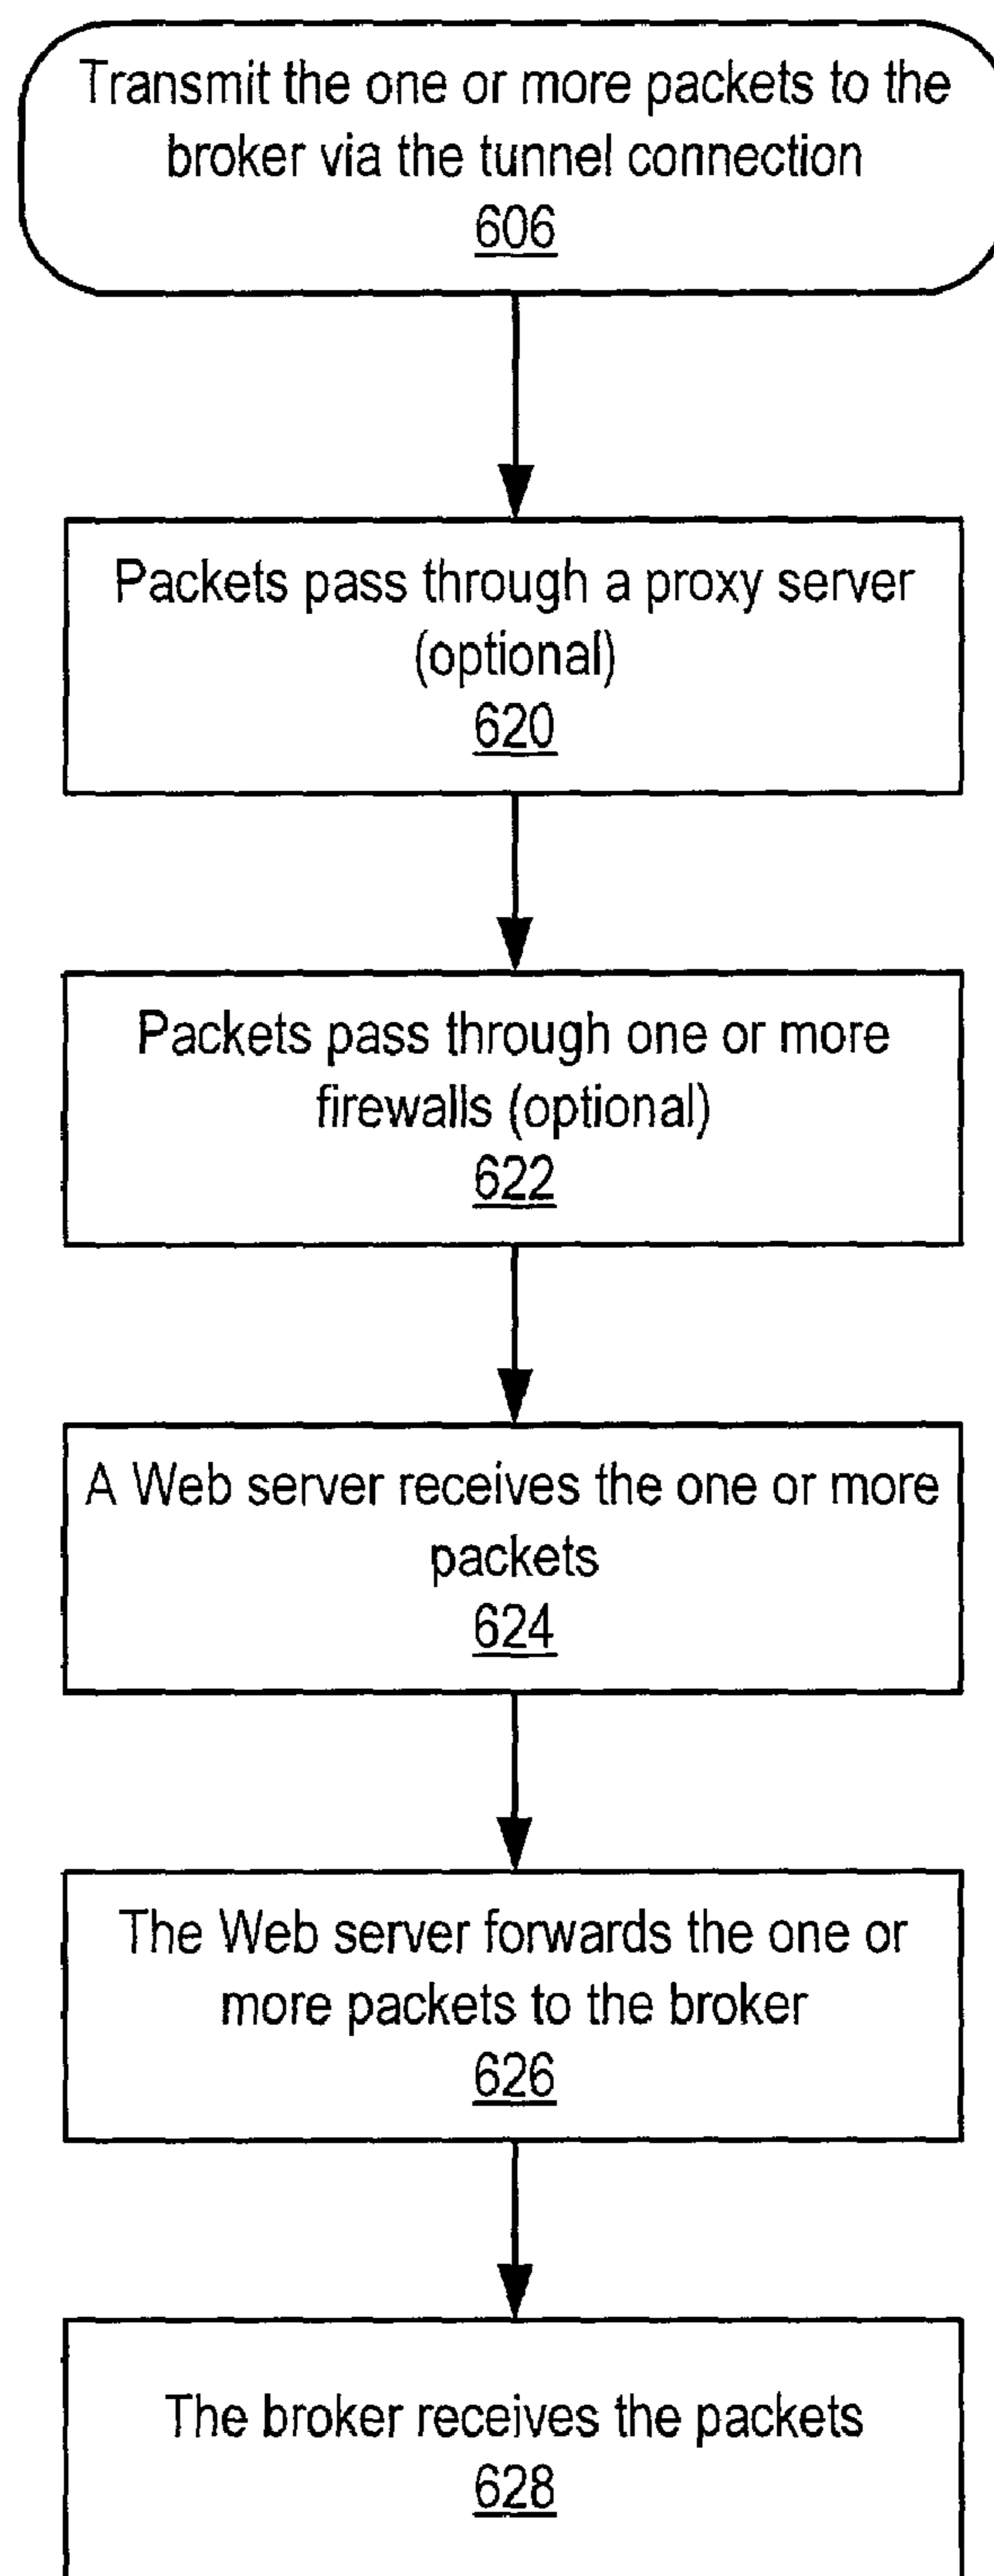 Transmit the one or more packets to the
broker via the tunnel connection
606
Packets pass through a proxy server
(optional)
620
Packets pass through one or more
firewalls (optional)
622
A Web server receives the one or more
packets
624
The Web server forwards the one or
more packets to the broker
626
The broker receives the packets
628